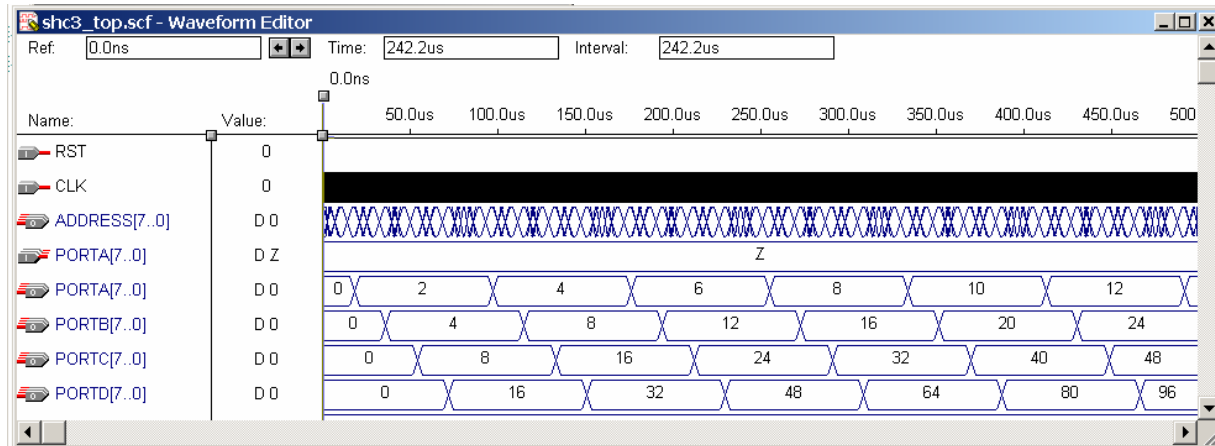 shc3_top.scf - Waveform Editor
Ref: 0.0ns Time: 242.2us Interval: 242.2us
0.0ns
Name: Value: 50.0us 100.0us 150.0us 200.0us 250.0us 300.0us 350.0us 400.0us 450.0us 500
RST 0
CLK 0
ADDRESS[7..0] D 0
PORTA[7..0] D Z Z
PORTA[7..0] D 0 0 2 4 6 8 10 12
PORTB[7..0] D 0 0 4 8 12 16 20 24
PORTC[7..0] D 0 0 8 16 24 32 40 48
PORTD[7..0] D 0 0 16 32 48 64 80 96